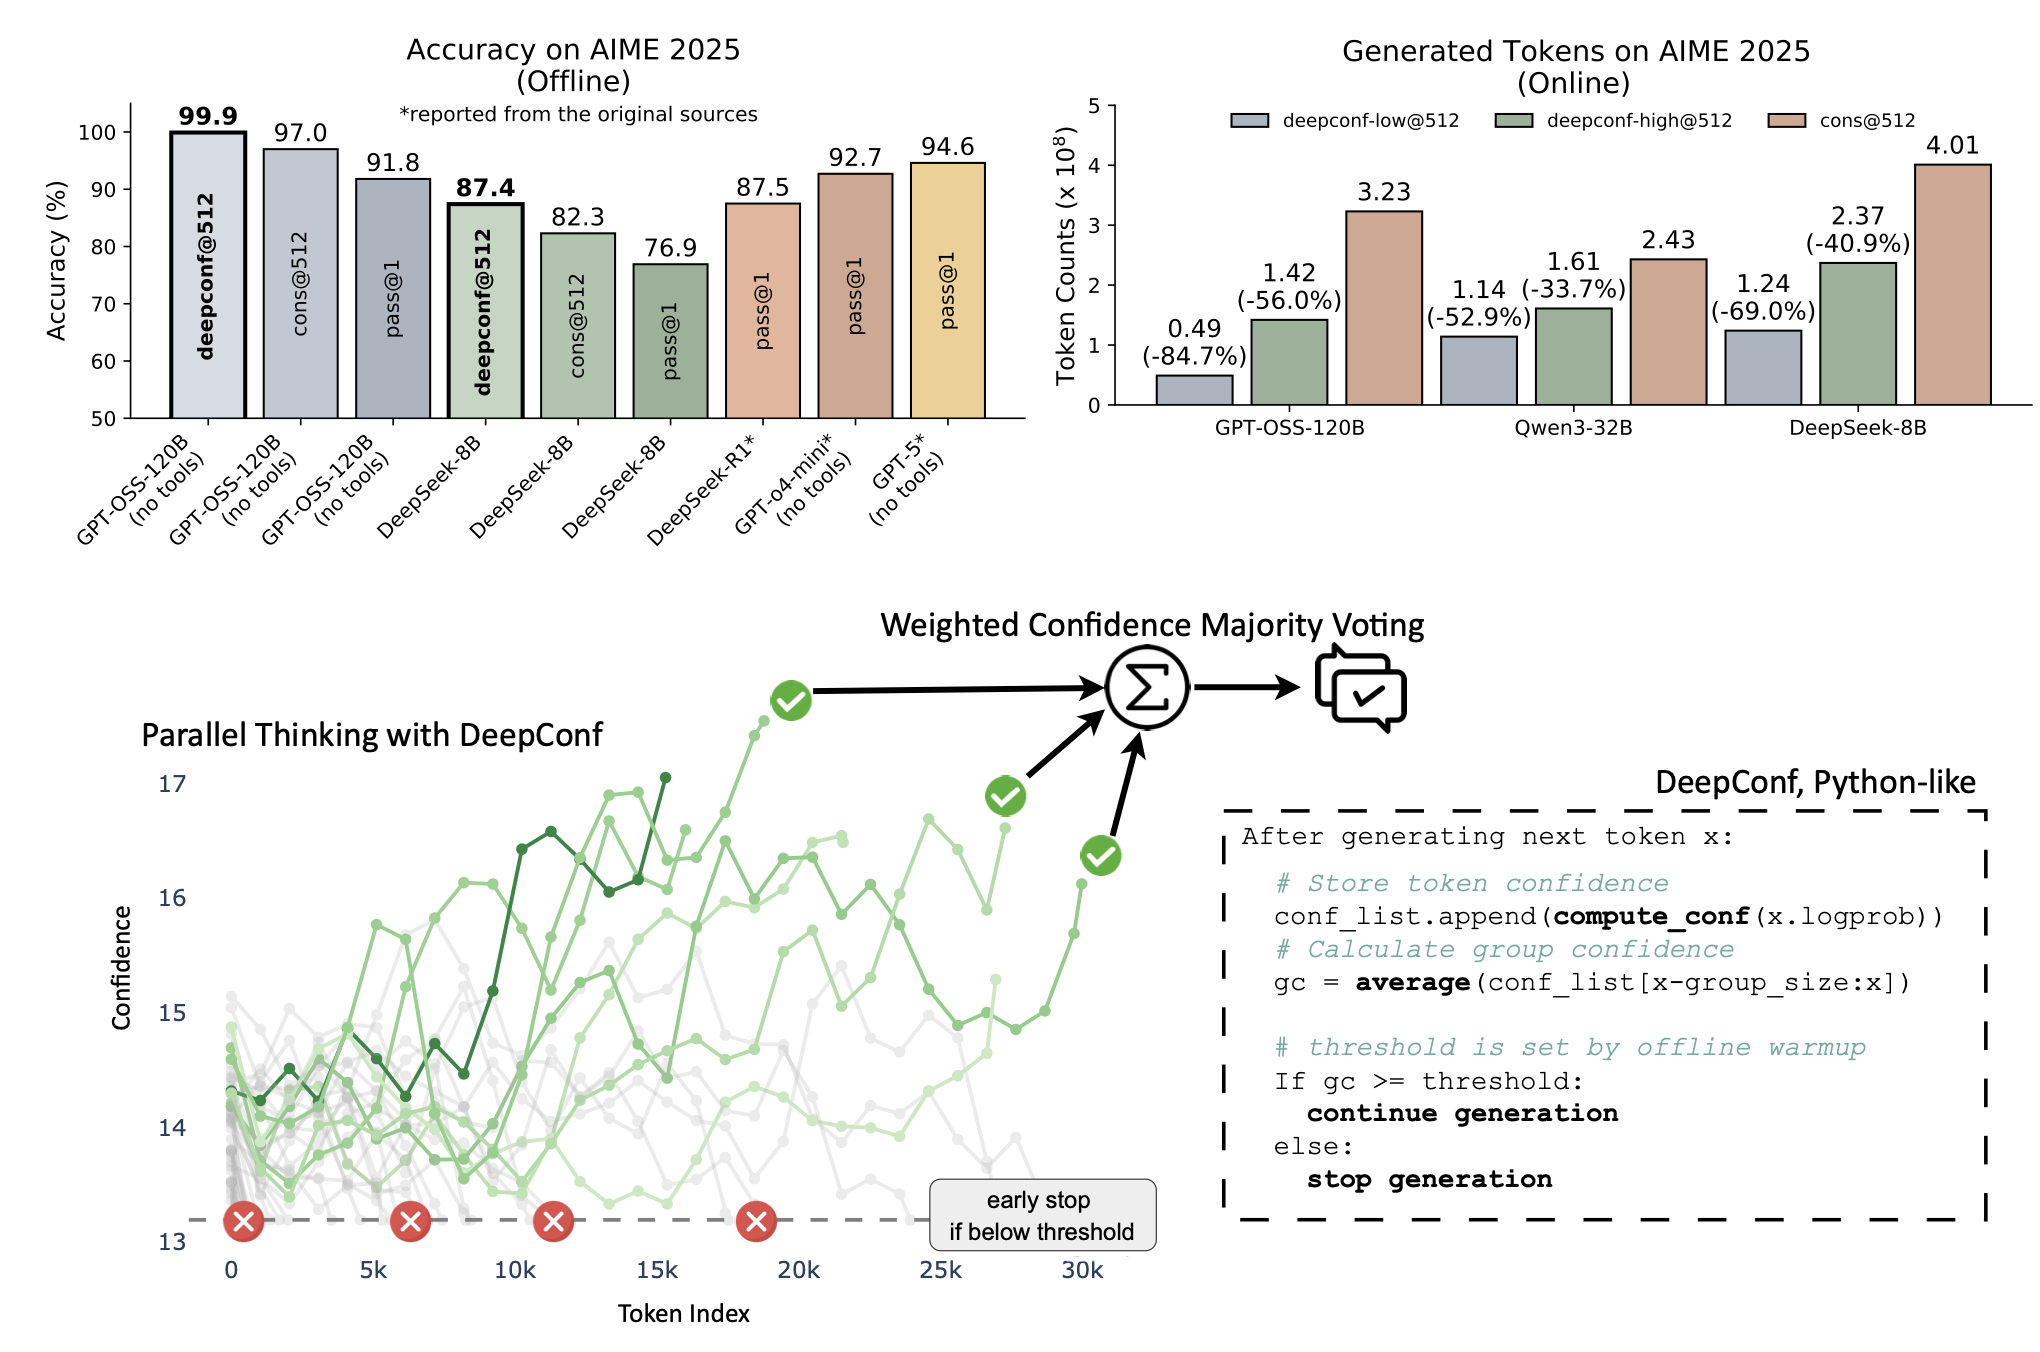 Accuracy on AIME 2025
(Offline)
*reported from the original sources
Accuracy (%)
100
90
80
70
60
50
99.9
97.0
91.8
87.4
82.3
76.9
87.5
92.7
94.6
deepconf@512
cons@512
pass@1
deepconf@512
cons@512
pass@1
pass@1
pass@1
pass@1
GPT-OSS-120B
(no tools)
GPT-OSS-120B
(no tools)
GPT-OSS-120B
(no tools)
DeepSeek-8B
DeepSeek-8B
DeepSeek-8B
DeepSeek-R1*
GPT-o4-mini*
(no tools)
GPT-5*
(no tools)
Generated Tokens on AIME 2025
(Online)
deepconf-low@512
deepconf-high@512
cons@512
Token Counts (x 10⁸)
5
4
3
2
1
0
0.49
(-84.7%)
1.42
(-56.0%)
3.23
1.14
(-52.9%)
1.61
(-33.7%)
2.43
1.24
(-69.0%)
2.37
(-40.9%)
4.01
GPT-OSS-120B
Qwen3-32B
DeepSeek-8B
Weighted Confidence Majority Voting
Σ
Parallel Thinking with DeepConf
Confidence
17
16
15
14
13
early stop
if below threshold
0
5k
10k
15k
20k
25k
30k
Token Index
DeepConf, Python-like
After generating next token x:
# Store token confidence
conf_list.append(compute_conf(x.logprob))
# Calculate group confidence
gc = average(conf_list[x-group_size:x])
# threshold is set by offline warmup
If gc >= threshold:
continue generation
else:
stop generation